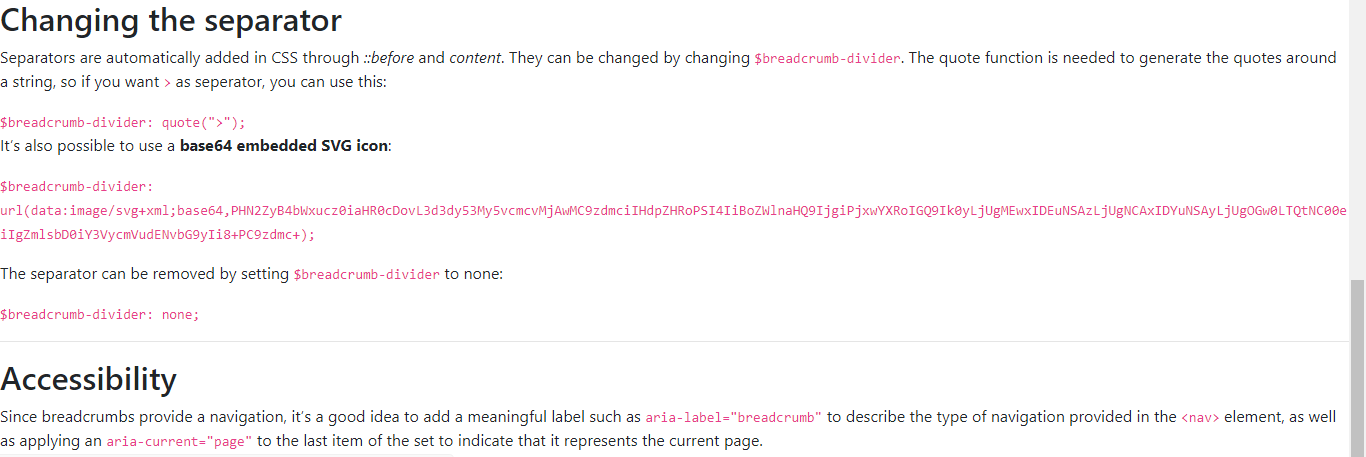 Changing the separator
Separators are automatically added in CSS through ::before and content. They can be changed by changing $breadcrumb-divider. The quote function is needed to generate the quotes around
a string, so if you want > as seperator, you can use this:
$breadcrumb-divider: quote(">");
It's also possible to use a base64 embedded SVG icon:
$breadcrumb-divider:
url(data:image/svg+xml;base64,PHN2ZyB4bWxucz0iaHR0cDovL3d3dy53My5vcmcvMjAwMC9zdmciIHdpZHRoPSI4IiBoZWlnaHQ9IjgiPjxwYXRoIGQ9Ik0yLjUgMEwxIDEuNSAzLjUgNCAxIDYuNSAyLjUgOGw0LTQtNC00e
iIgZmlsbD0iY3VycmVudENvbG9yIi8+PC9zdmc+);
The separator can be removed by setting $breadcrumb-divider to none:
$breadcrumb-divider: none;
Accessibility
Since breadcrumbs provide a navigation, it's a good idea to add a meaningful label such as aria-label="breadcrumb" to describe the type of navigation provided in the <nav> element, as well
as applying an aria-current="page" to the last item of the set to indicate that it represents the current page.